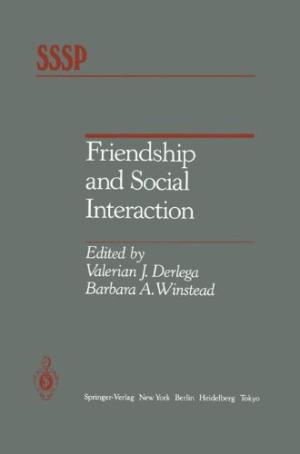 SSSP
Friendship
and Social
Interaction
Edited by
Valerian J. Derlega
Barbara A. Winstead
Springer-Verlag New York Berlin Heidelberg Tokyo